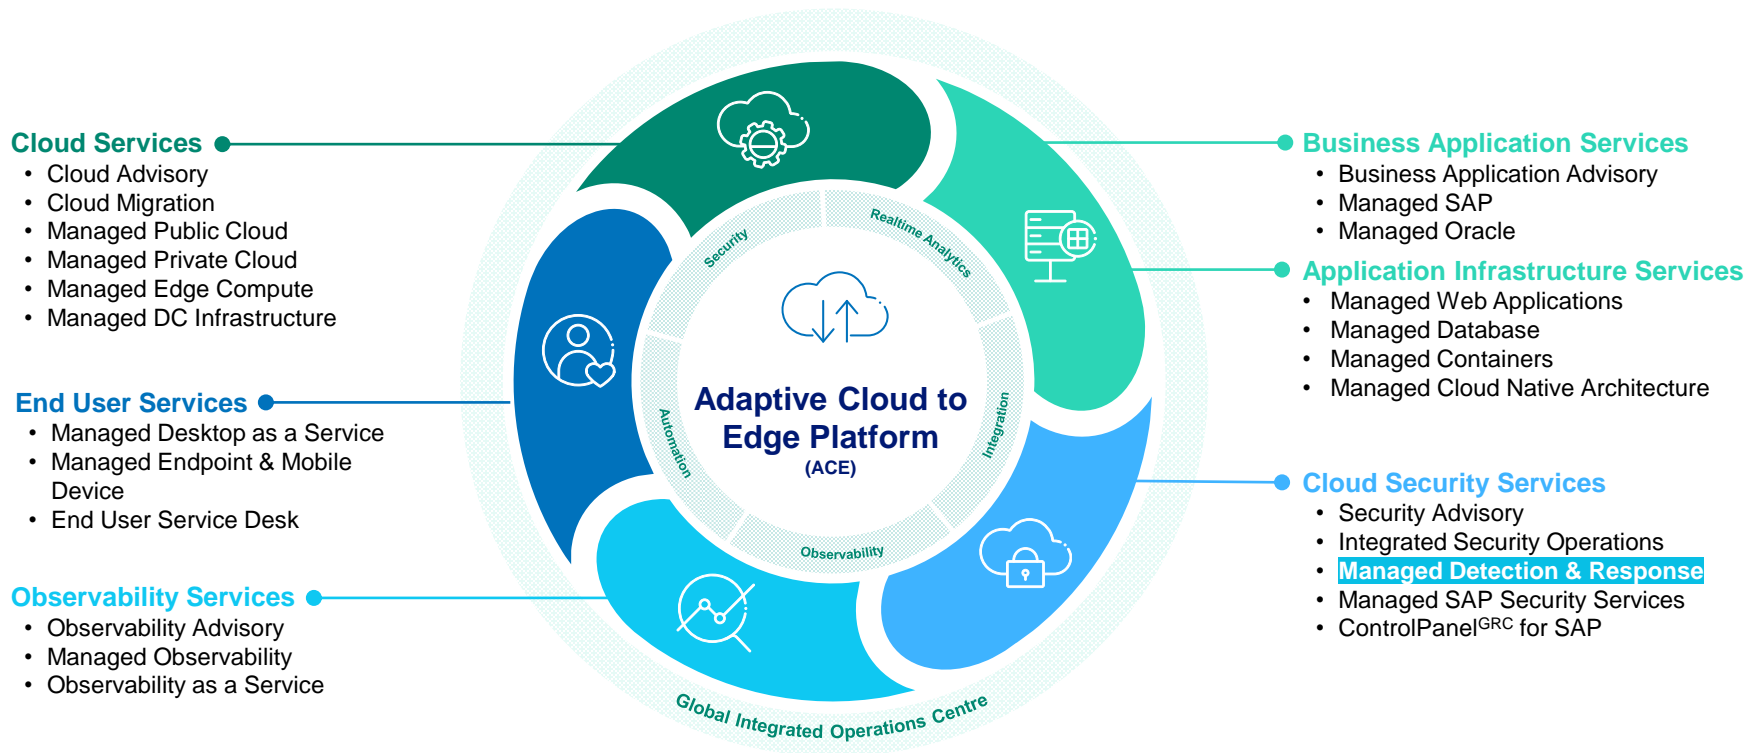 Cloud Services
• Cloud Advisory
• Cloud Migration
• Managed Public Cloud
• Managed Private Cloud
• Managed Edge Compute
• Managed DC Infrastructure
End User Services
• Managed Desktop as a Service
• Managed Endpoint & Mobile
Device
• End User Service Desk
Observability Services
• Observability Advisory
• Managed Observability
• Observability as a Service
Security
Realtime Analytics
Integration
Observability
Automation
Adaptive Cloud to
Edge Platform
(ACE)
Global Integrated Operations Centre
Business Application Services
• Business Application Advisory
• Managed SAP
• Managed Oracle
Application Infrastructure Services
• Managed Web Applications
• Managed Database
• Managed Containers
• Managed Cloud Native Architecture
Cloud Security Services
• Security Advisory
• Integrated Security Operations
• Managed Detection & Response
• Managed SAP Security Services
• ControlPanelGRC for SAP